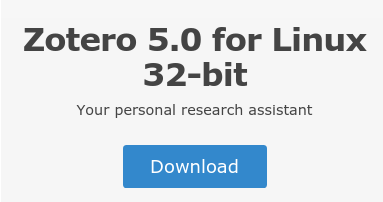 Zotero 5.0 for Linux
32-bit
Your personal research assistant
Download